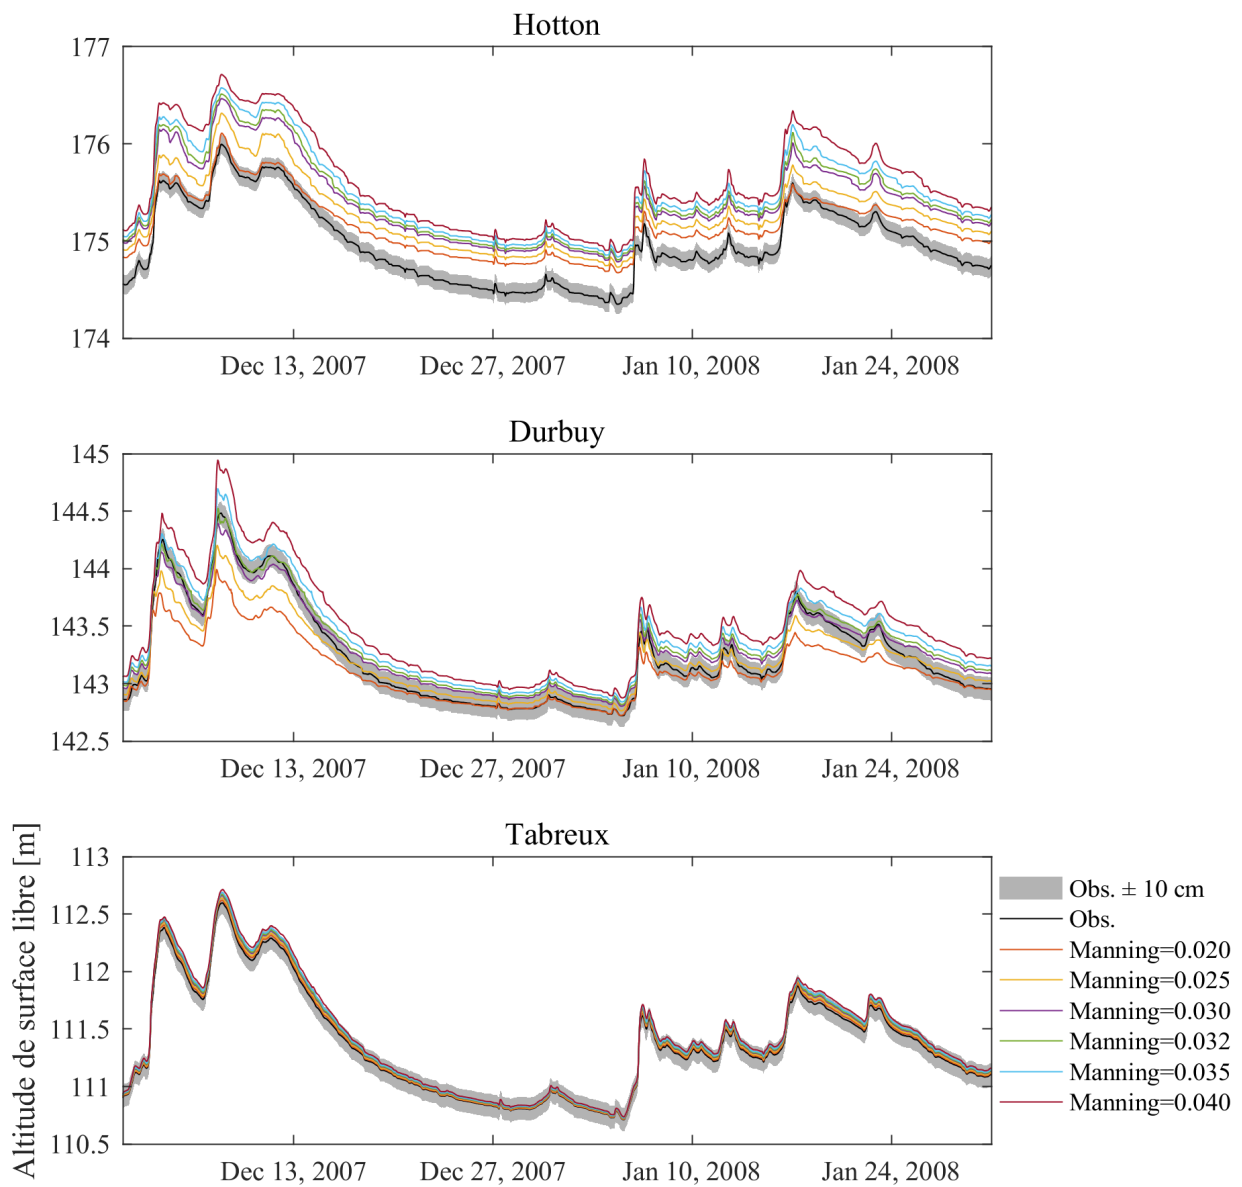 Hotton
177
176
175
174
Dec 13, 2007 Dec 27, 2007 Jan 10, 2008 Jan 24, 2008
Durbuy
145
144.5
144
143.5
143
142.5
Dec 13, 2007 Dec 27, 2007 Jan 10, 2008 Jan 24, 2008
Tabreux
Altitude de surface libre [m]
113
112.5
112
111.5
111
110.5
Dec 13, 2007 Dec 27, 2007 Jan 10, 2008 Jan 24, 2008
Obs. ± 10 cm
Obs.
Manning=0.020
Manning=0.025
Manning=0.030
Manning=0.032
Manning=0.035
Manning=0.040